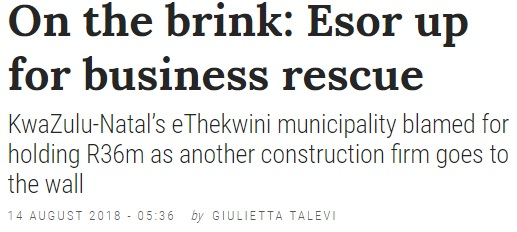 On the brink: Esor up
for business rescue
KwaZulu-Natal’s eThekwini municipality blamed for
holding R36m as another construction firm goes to
the wall
14 AUGUST 2018 - 05:36 by GIULIETTA TALEVI